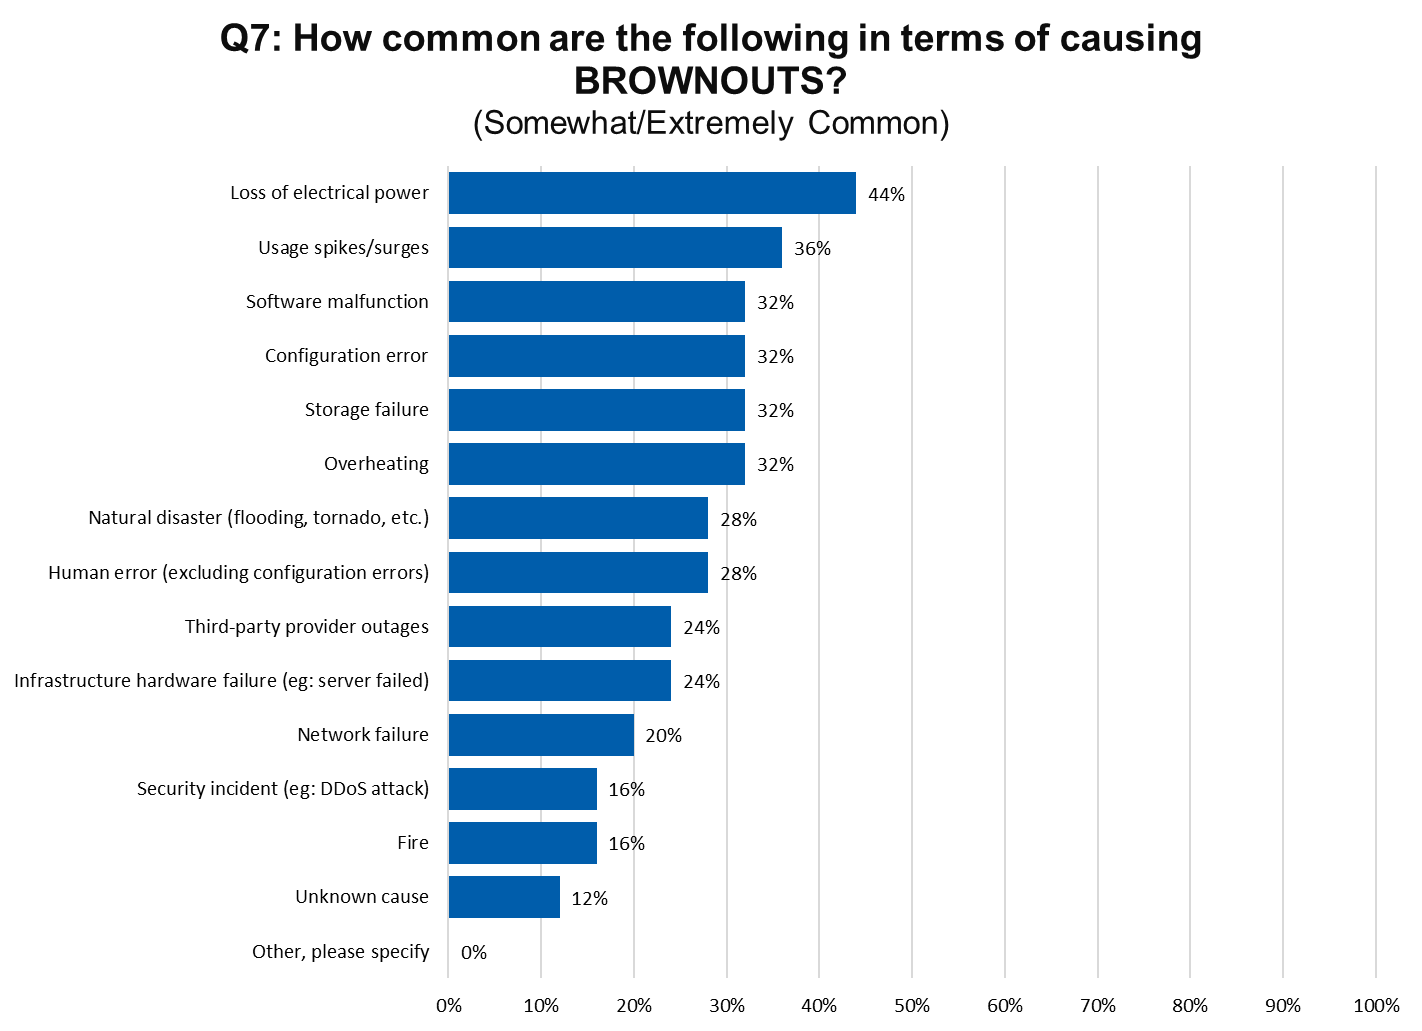 Q7: How common are the following in terms of causing
BROWNOUTS?
(Somewhat/Extremely Common)
Loss of electrical power 44%
Usage spikes/surges 36%
Software malfunction 32%
Configuration error 32%
Storage failure 32%
Overheating 32%
Natural disaster (flooding, tornado, etc.) 28%
Human error (excluding configuration errors) 28%
Third-party provider outages 24%
Infrastructure hardware failure (eg: server failed) 24%
Network failure 20%
Security incident (eg: DDoS attack) 16%
Fire 16%
Unknown cause 12%
Other, please specify 0%
0% 10% 20% 30% 40% 50% 60% 70% 80% 90% 100%